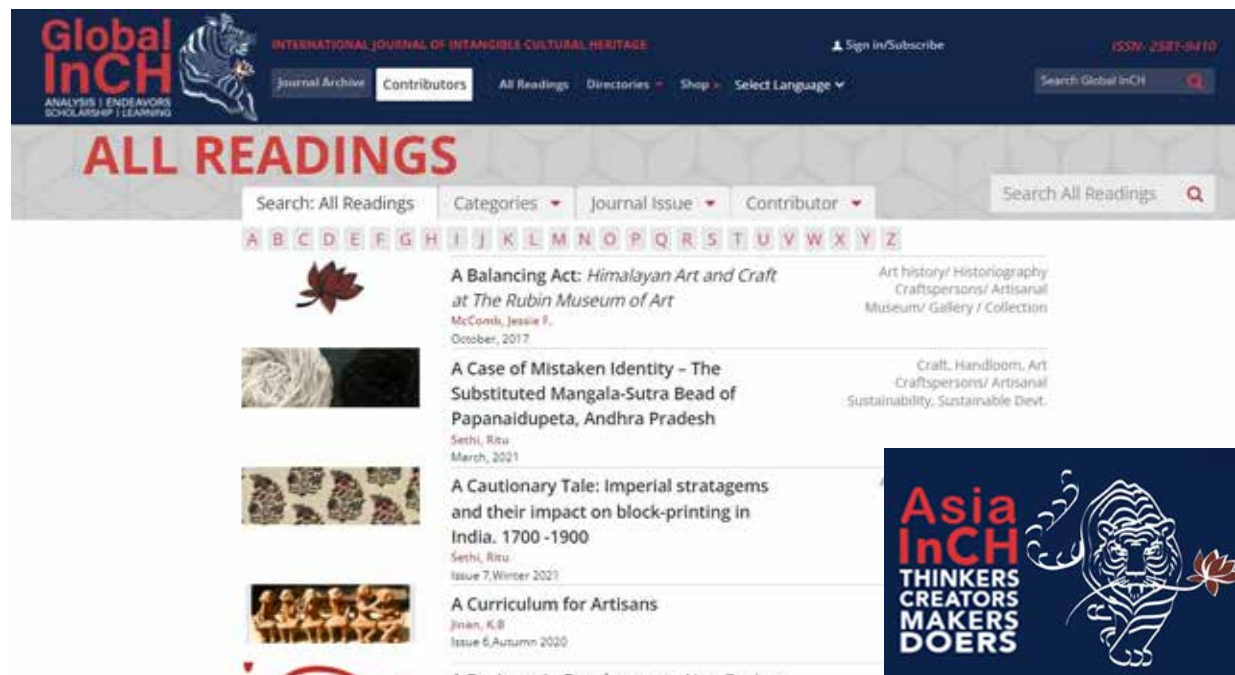 Global
InCH
ANALYSIS | ENDEAVORS
SCHOLARSHIP | LEARNING
INTERNATIONAL JOURNAL OF INTANGIBLE CULTURAL HERITAGE
Sign in/Subscribe
ISSN- 2581-9410
Journal Archive
Contributors
All Readings
Directories
Shop
Select Language
Search Global InCH
ALL READINGS
Search: All Readings
Categories
Journal Issue
Contributor
Search All Readings
A B C D E F G H I J K L M N O P Q R S T U V W X Y Z
A Balancing Act: Himalayan Art and Craft
at The Rubin Museum of Art
McComb, Jessie F.
October, 2017
Art history/ Historiography
Craftspersons/ Artisanal
Museum/ Gallery / Collection
A Case of Mistaken Identity – The
Substituted Mangala-Sutra Bead of
Papanaidupeta, Andhra Pradesh
Sethi, Ritu
March, 2021
Craft, Handloom, Art
Craftspersons/ Artisanal
Sustainability, Sustainable Devt.
A Cautionary Tale: Imperial stratagems
and their impact on block-printing in
India. 1700 -1900
Sethi, Ritu
Issue 7,Winter 2021
A Curriculum for Artisans
Jinan, K.B
Issue 6,Autumn 2020
Asia
InCH
THINKERS
CREATORS
MAKERS
DOERS